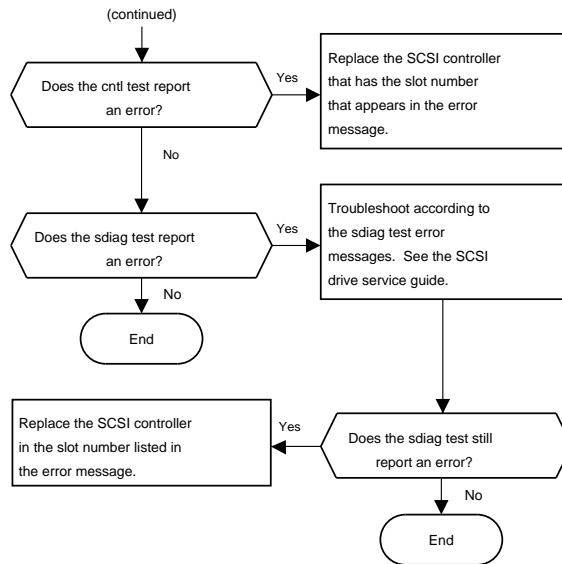 (continued)
Does the cntl test report
an error?
Yes
Replace the SCSI controller
that has the slot number
that appears in the error
message.
No
Does the sdiag test report
an error?
Yes
Troubleshoot according to
the sdiag test error
messages. See the SCSI
drive service guide.
No
End
Replace the SCSI controller
in the slot number listed in
the error message.
Yes
Does the sdiag test still
report an error?
No
End